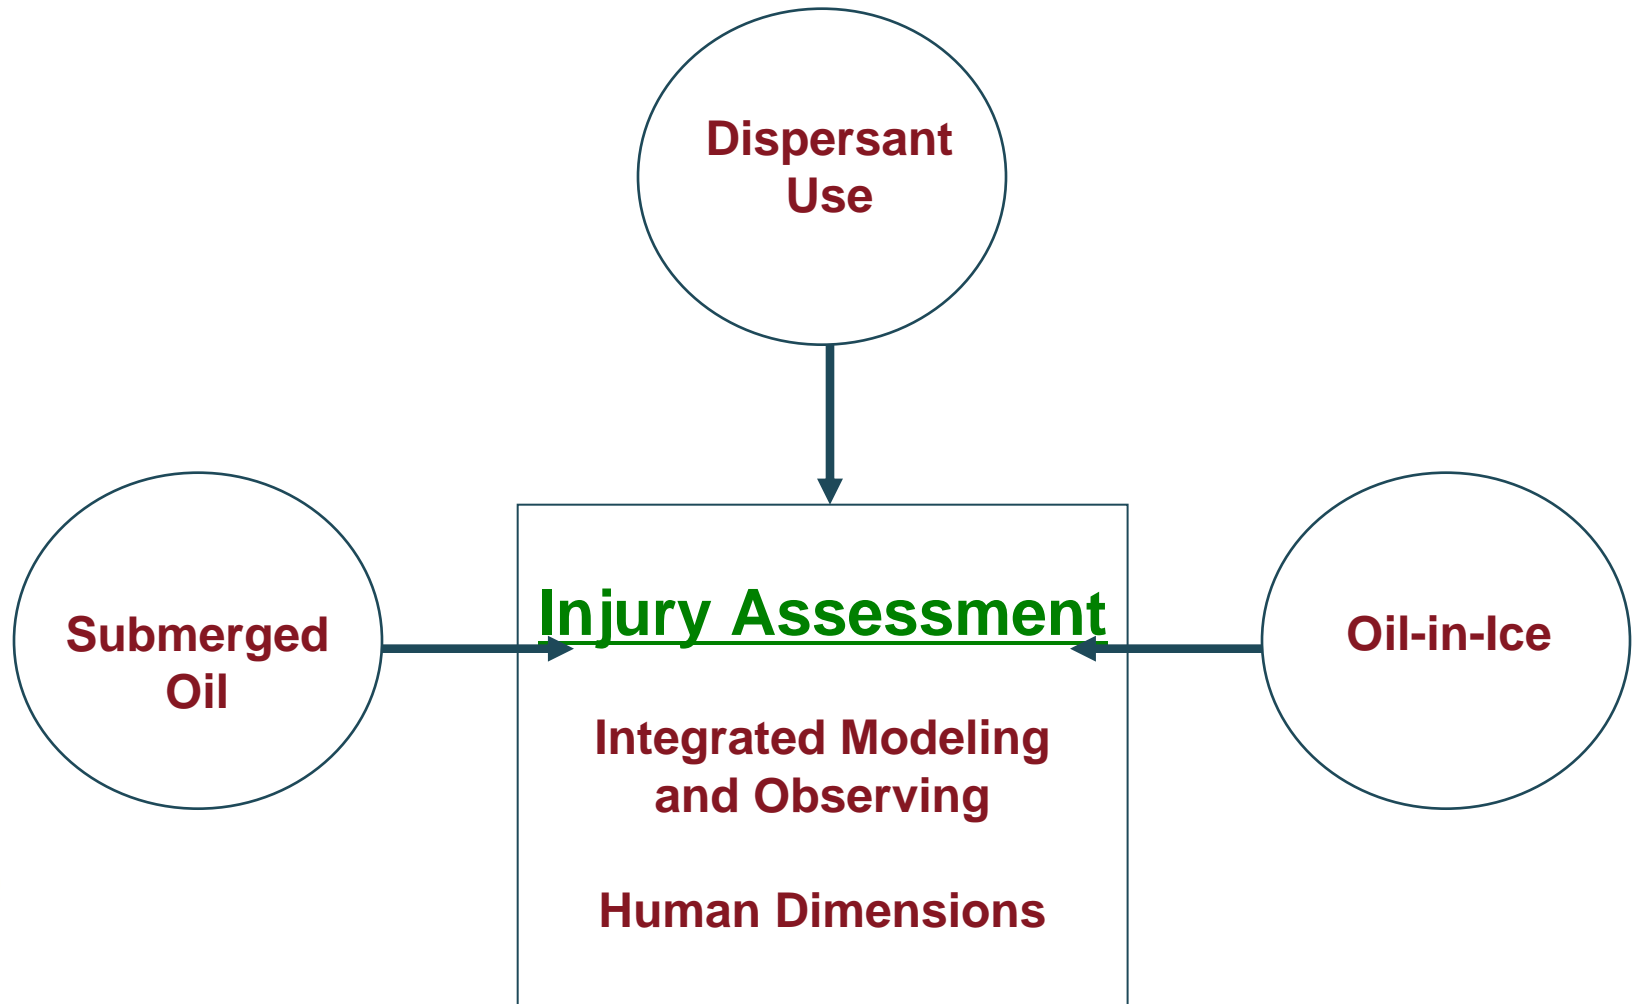 Dispersant
Use
Submerged
Oil
Injury Assessment
Integrated Modeling
and Observing
Human Dimensions
Oil-in-Ice